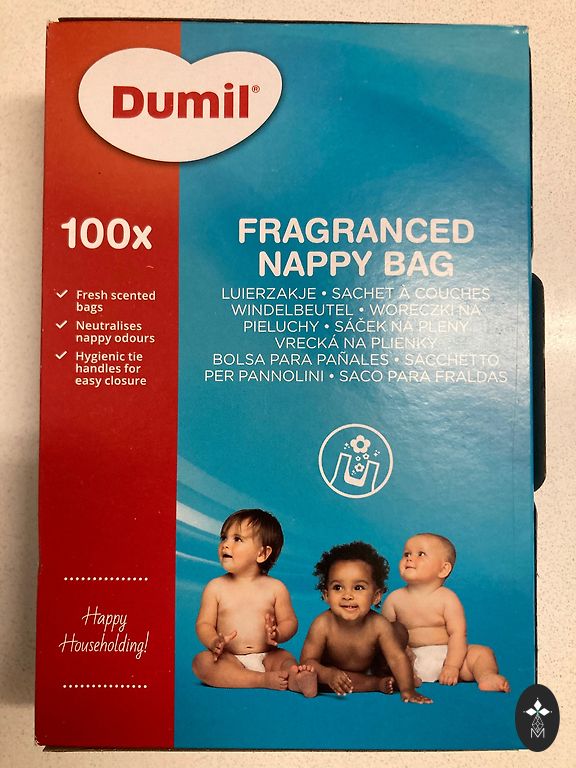 Dumil®
100x
Fresh scented
bags
Neutralises
nappy odours
Hygienic tie
handles for
easy closure
FRAGRANCED
NAPPY BAG
LUIERZAKJE • SACHET À COUCHES
WINDELBEUTEL • WORECZKI NA
PIELUCHY • SÁČEK NA PLENY
VRECKÁ NA PLIENKY
BOLSA PARA PAÑALES • SACCHETTO
PER PANNOLINI • SACO PARA FRALDAS
Happy
Householding!
M